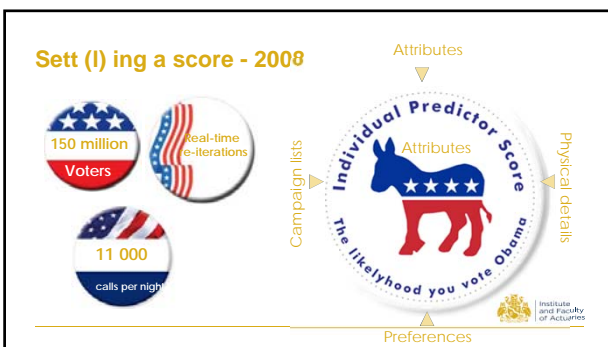 Sett (I) ing a score - 2008
150 million
Voters
Real-time
re-iterations
11 000
calls per night
Attributes
Campaign lists
Individual Predictor Score
Attributes
The likelyhood you vote Obama
Physical details
Preferences
Institute
and Faculty
of Actuaries